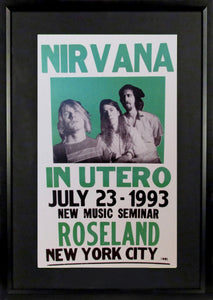 NIRVANA
IN UTERO
JULY 23 - 1993
NEW MUSIC SEMINAR
ROSELAND
NEW YORK CITY